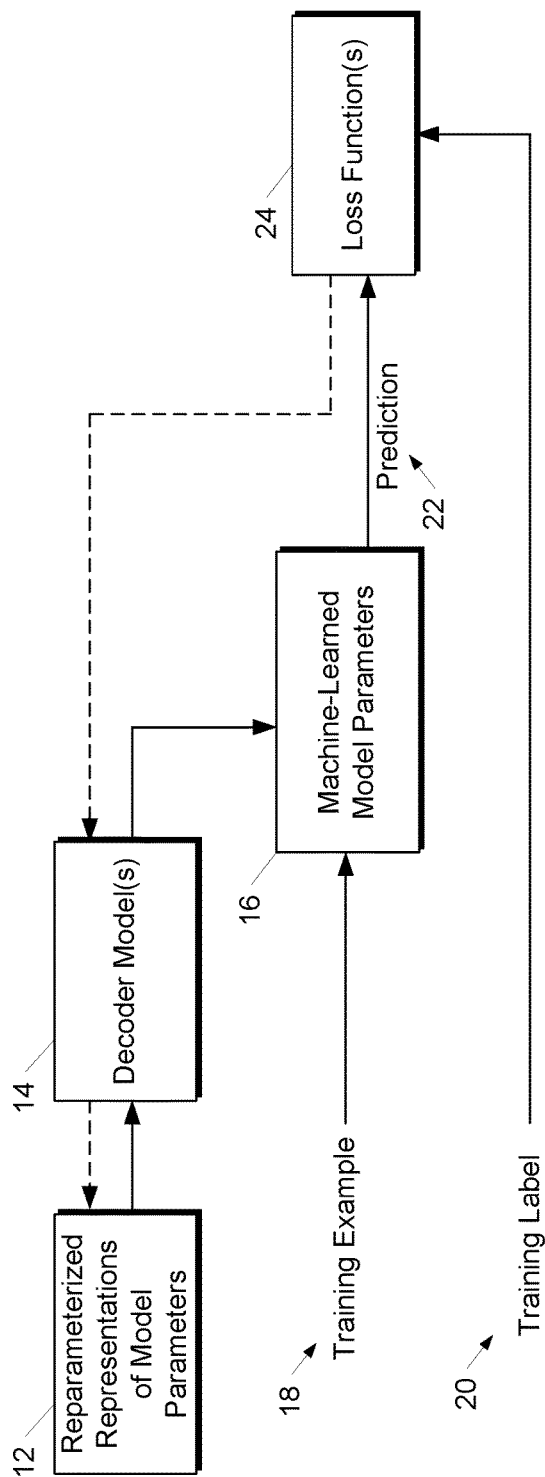 12
Reparameterized
Representations
of Model
Parameters
14
Decoder Model(s)
16
Machine-Learned
Model Parameters
18
Training Example
20
Training Label
Prediction
22
24
Loss Function(s)